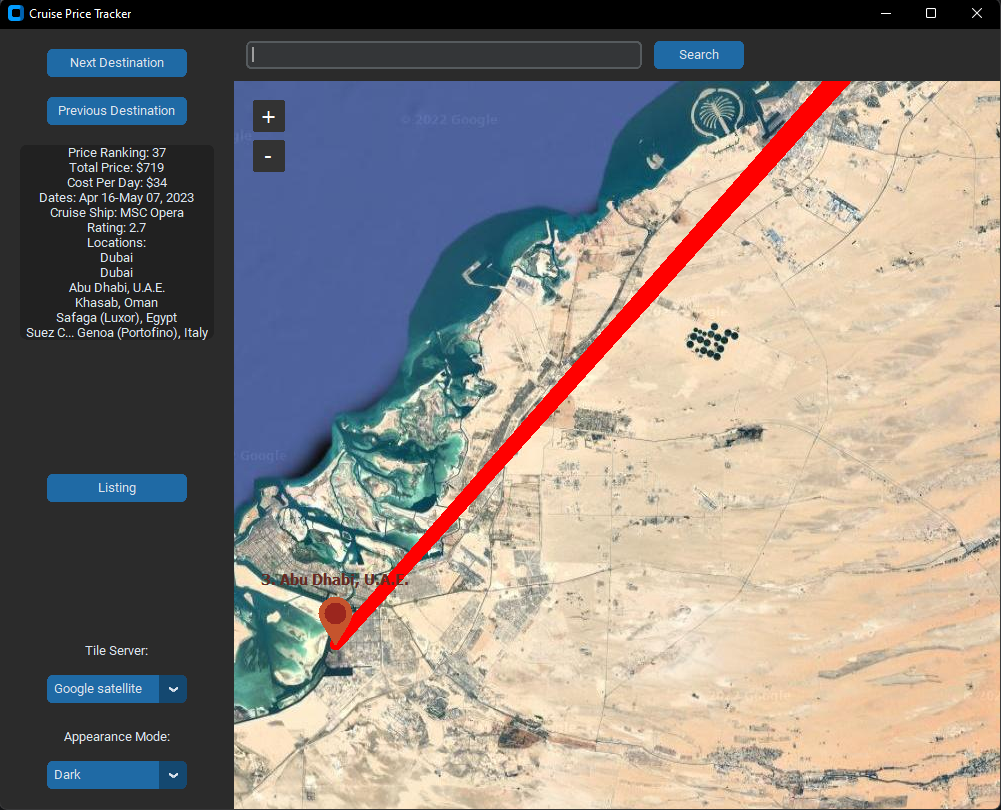 Cruise Price Tracker
Next Destination
Previous Destination
Price Ranking: 37
Total Price: $719
Cost Per Day: $34
Dates: Apr 16-May 07, 2023
Cruise Ship: MSC Opera
Rating: 2.7
Locations:
Dubai
Dubai
Abu Dhabi, U.A.E.
Khasab, Oman
Safaga (Luxor), Egypt
Suez C... Genoa (Portofino), Italy
Listing
Tile Server:
Google satellite
Appearance Mode:
Dark
Search
+
-
© 2022 Google
Google
3. Abu Dhabi, U.A.E.